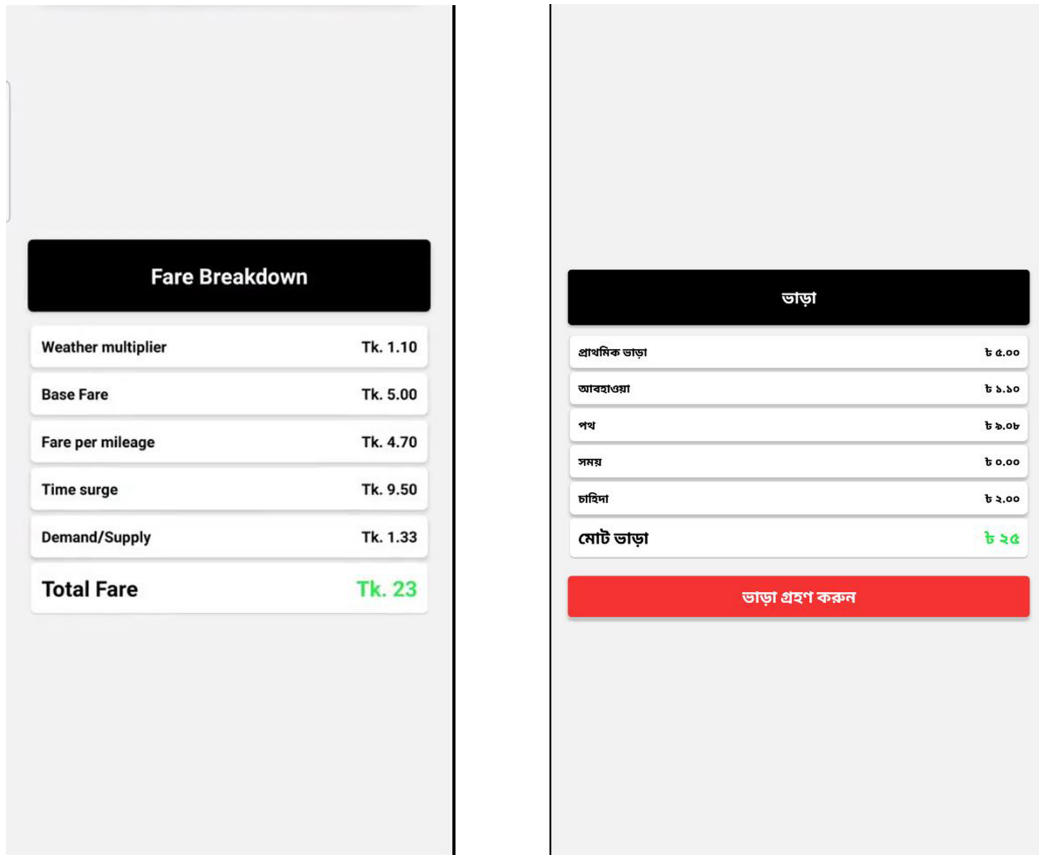 Fare Breakdown
Weather multiplier Tk. 1.10
Base Fare Tk. 5.00
Fare per mileage Tk. 4.70
Time surge Tk. 9.50
Demand/Supply Tk. 1.33
Total Fare Tk. 23
ভাড়া
প্রাথমিক ভাড়া ৳ ৫.০০
আবহাওয়া ৳ ১.১০
পথ ৳ ৯.০৮
সময় ৳ ০.০০
চাহিদা ৳ ২.০০
মোট ভাড়া ৳ ২৫
ভাড়া গ্রহণ করুন